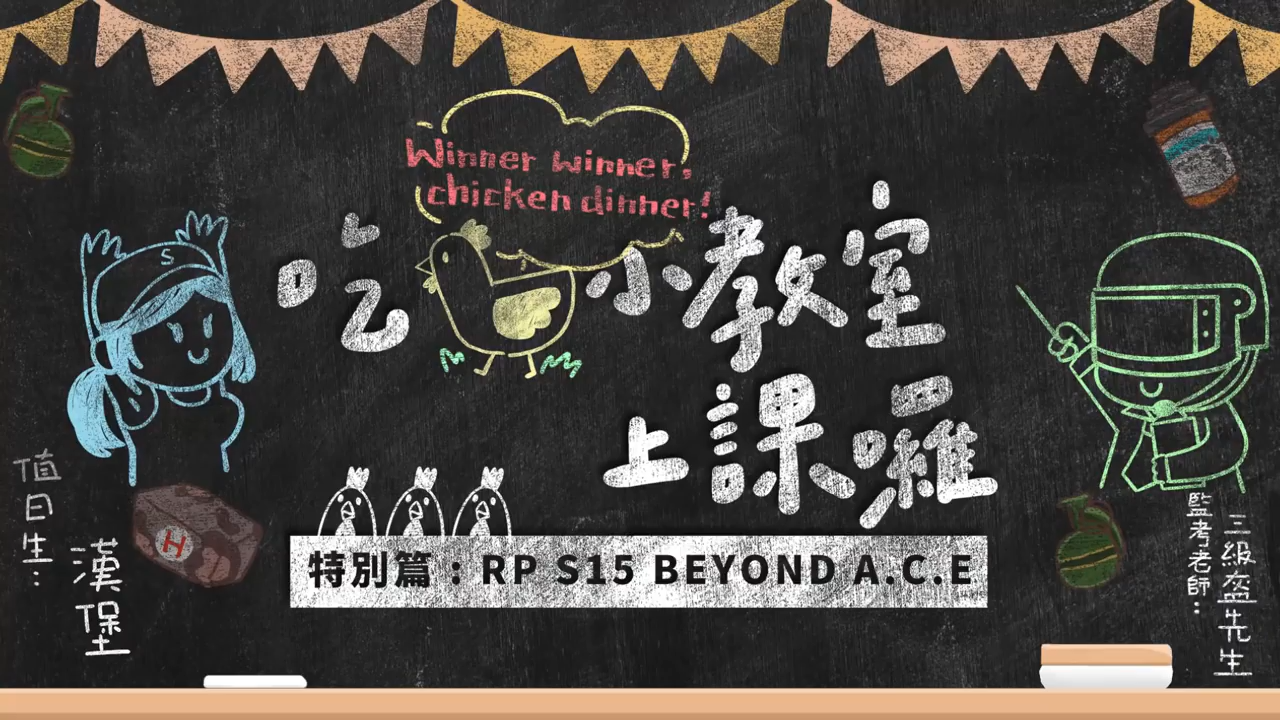 Winner winner,
chicken dinner!
吃 小教室
上課囉
特別篇：RP S15 BEYOND A.C.E
S
值日生：
漢堡
H
監考老師：
三級盔先生